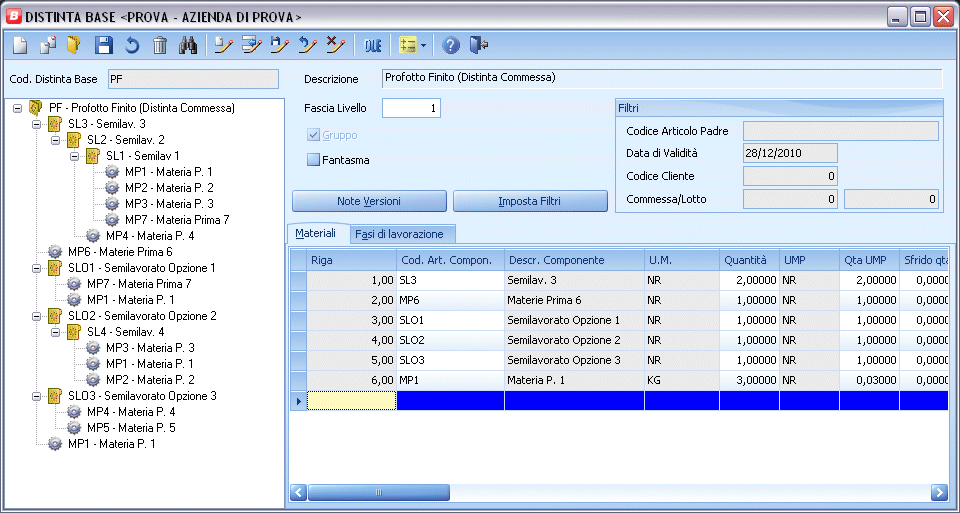 B DISTINTA BASE <PROVA - AZIENDA DI PROVA>
OLE
Cod. Distinta Base PF
Descrizione Profotto Finito (Distinta Commessa)
Fascia Livello 1
Gruppo
Fantasma
Note Versioni Imposta Filtri
Filtri
Codice Articolo Padre
Data di Validità 28/12/2010
Codice Cliente 0
Commessa/Lotto 0 0
PF - Profotto Finito (Distinta Commessa)
SL3 - Semilav. 3
SL2 - Semilav. 2
SL1 - Semilav 1
MP1 - Materia P. 1
MP2 - Materia P. 2
MP3 - Materia P. 3
MP7 - Materia Prima 7
MP4 - Materia P. 4
MP6 - Materie Prima 6
SLO1 - Semilavorato Opzione 1
MP7 - Materia Prima 7
MP1 - Materia P. 1
SLO2 - Semilavorato Opzione 2
SL4 - Semilav. 4
MP3 - Materia P. 3
MP1 - Materia P. 1
MP2 - Materia P. 2
SLO3 - Semilavorato Opzione 3
MP4 - Materia P. 4
MP5 - Materia P. 5
MP1 - Materia P. 1
Materiali Fasi di lavorazione
Riga Cod. Art. Compon. Descr. Componente U.M. Quantità UMP Qta UMP Sfrido qta
1,00 SL3 Semilav. 3 NR 2,00000 NR 2,00000 0,0000
2,00 MP6 Materie Prima 6 NR 1,00000 NR 1,00000 0,0000
3,00 SLO1 Semilavorato Opzione 1 NR 1,00000 NR 1,00000 0,0000
4,00 SLO2 Semilavorato Opzione 2 NR 1,00000 NR 1,00000 0,0000
5,00 SLO3 Semilavorato Opzione 3 NR 1,00000 NR 1,00000 0,0000
6,00 MP1 Materia P. 1 KG 3,00000 NR 0,03000 0,0000